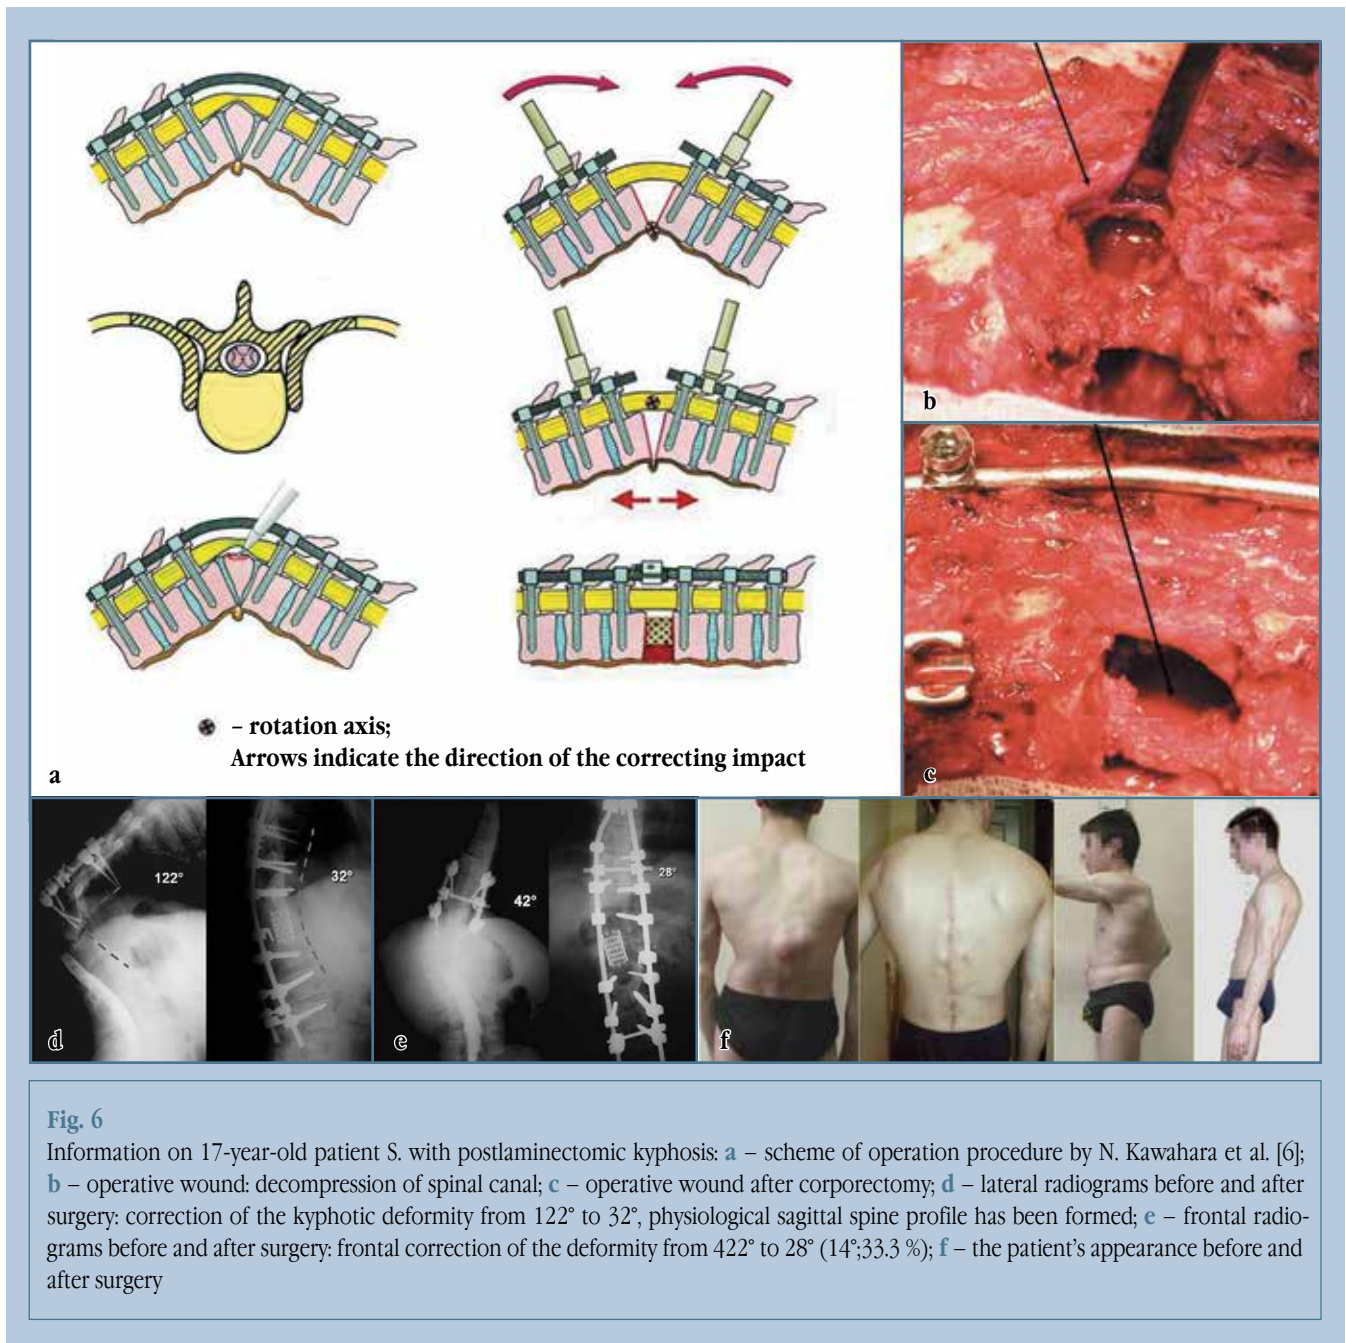 – rotation axis;
Arrows indicate the direction of the correcting impact
a
b
c
122°
32°
d
42°
28°
e
f
Fig. 6
Information on 17-year-old patient S. with postlaminectomic kyphosis: a – scheme of operation procedure by N. Kawahara et al. [6];
b – operative wound: decompression of spinal canal; c – operative wound after corporectomy; d – lateral radiograms before and after
surgery: correction of the kyphotic deformity from 122° to 32°, physiological sagittal spine profile has been formed; e – frontal radio-
grams before and after surgery: frontal correction of the deformity from 422° to 28° (14°;33.3 %); f – the patient's appearance before and
after surgery